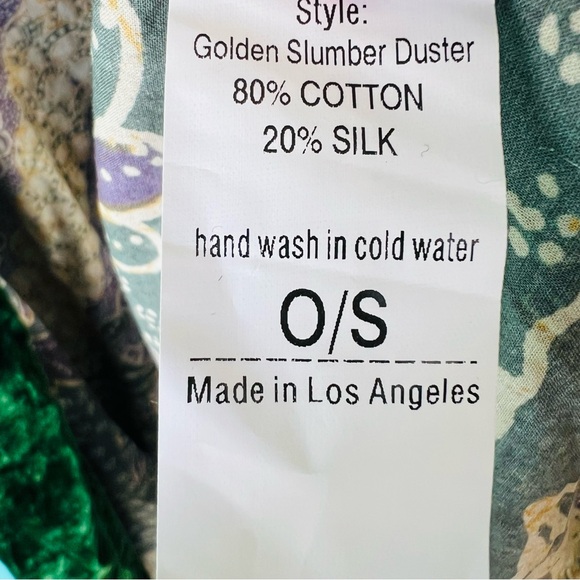 Style:
Golden Slumber Duster
80% COTTON
20% SILK
hand wash in cold water
O/S
Made in Los Angeles